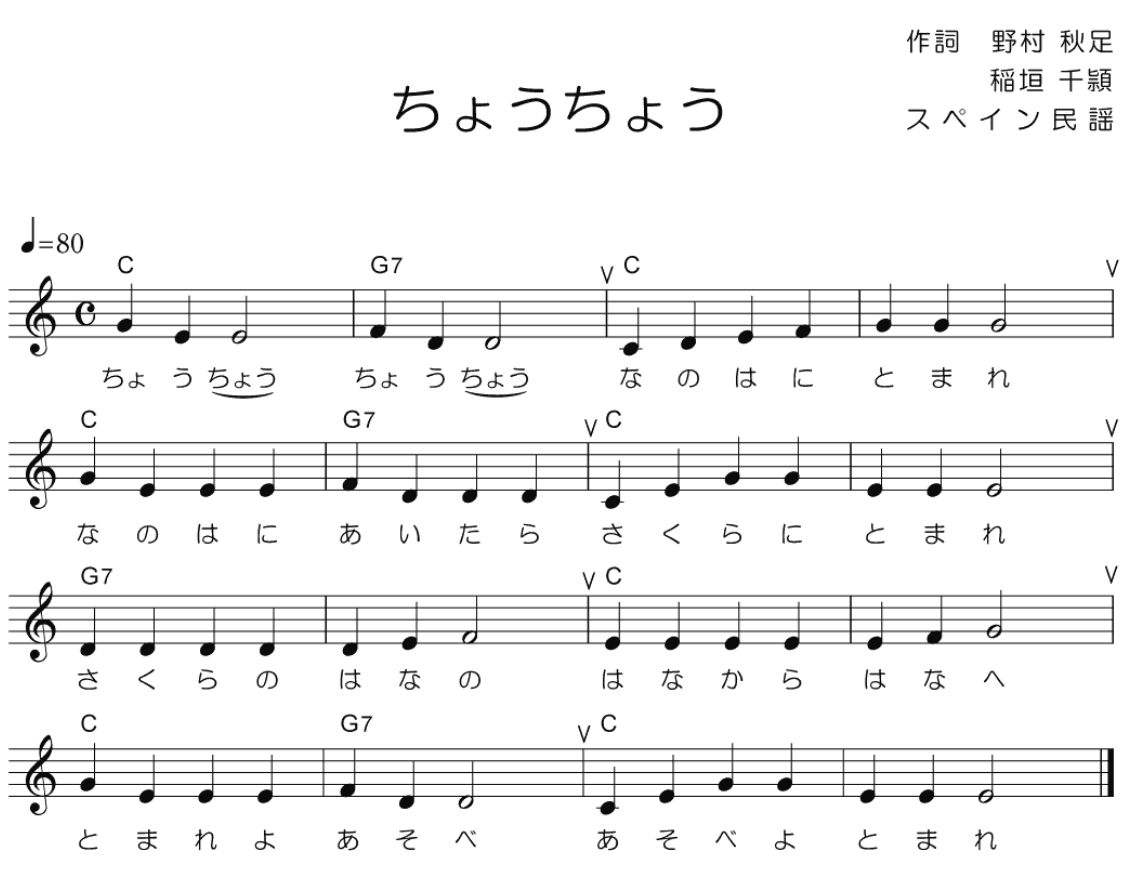 作詞　野村 秋足
稲垣 千頴
スペイン民謡
ちょうちょう
♩=80
C G7 C
ちょ う ちょう ちょ う ちょう な の は に と ま れ
C G7 C
な の は に あ い た ら さ く ら に と ま れ
G7 C
さ く ら の は な の は な か ら は な へ
C G7 C
と ま れ よ あ そ べ あ そ べ よ と ま れ